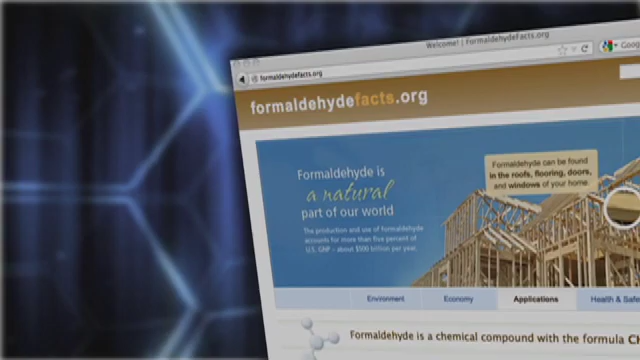 Welcome! | FormaldehydeFacts.org
formaldehydefacts.org
formaldehydefacts.org
Formaldehyde is
a natural
part of our world
The production and use of formaldehyde
accounts for more than five percent of
U.S. GNP – about $500 billion per year.
Formaldehyde can be found
in the roofs, flooring, doors,
and windows of your home.
Environment
Economy
Applications
Health & Safe
Formaldehyde is a chemical compound with the formula